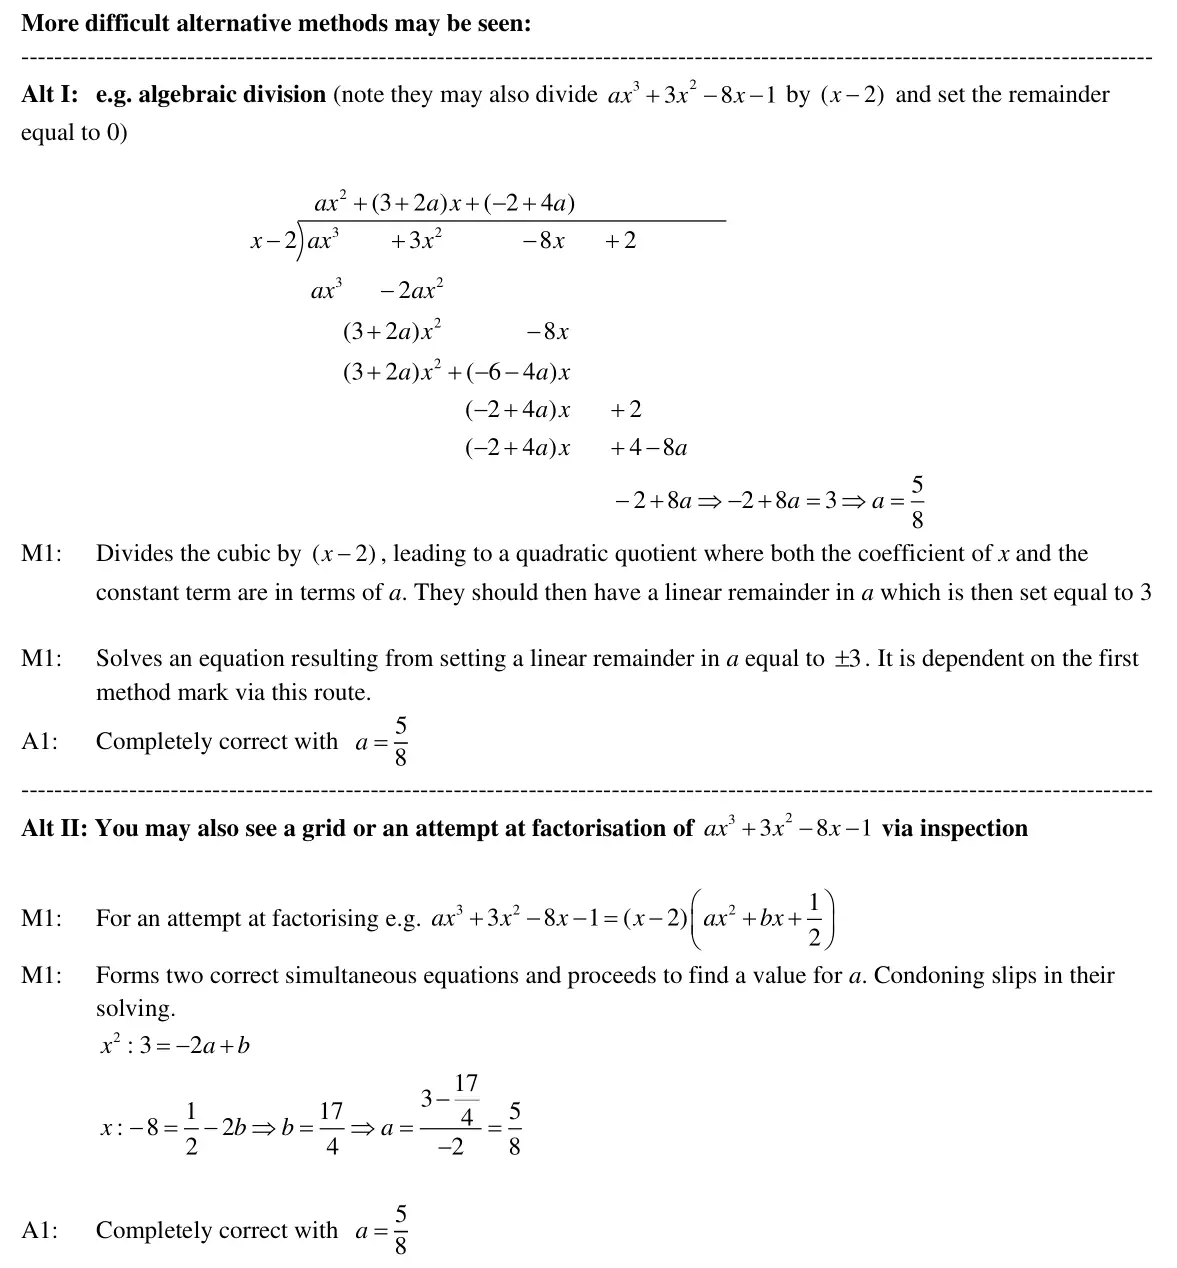 More difficult alternative methods may be seen:
--------------------------------------------------------------------------------------------------------------------------------------------
Alt I: e.g. algebraic division (note they may also divide ax³ + 3x² − 8x − 1 by (x − 2) and set the remainder
equal to 0)
ax² + (3 + 2a)x + (−2 + 4a)
x − 2)ax³ + 3x² − 8x + 2
ax³ − 2ax²
(3 + 2a)x² − 8x
(3 + 2a)x² + (−6 − 4a)x
(−2 + 4a)x + 2
(−2 + 4a)x + 4 − 8a
− 2 + 8a ⇒ −2 + 8a = 3 ⇒ a = 5/8
M1: Divides the cubic by (x − 2), leading to a quadratic quotient where both the coefficient of x and the
constant term are in terms of a. They should then have a linear remainder in a which is then set equal to 3
M1: Solves an equation resulting from setting a linear remainder in a equal to ±3. It is dependent on the first
method mark via this route.
A1: Completely correct with a = 5/8
--------------------------------------------------------------------------------------------------------------------------------------------
Alt II: You may also see a grid or an attempt at factorisation of ax³ + 3x² − 8x − 1 via inspection
M1: For an attempt at factorising e.g. ax³ + 3x² − 8x − 1 = (x − 2)(ax² + bx + 1/2)
M1: Forms two correct simultaneous equations and proceeds to find a value for a. Condoning slips in their
solving.
x² : 3 = −2a + b
x : −8 = 1/2 − 2b ⇒ b = 17/4 ⇒ a = (3 − 17/4)/−2 = 5/8
A1: Completely correct with a = 5/8